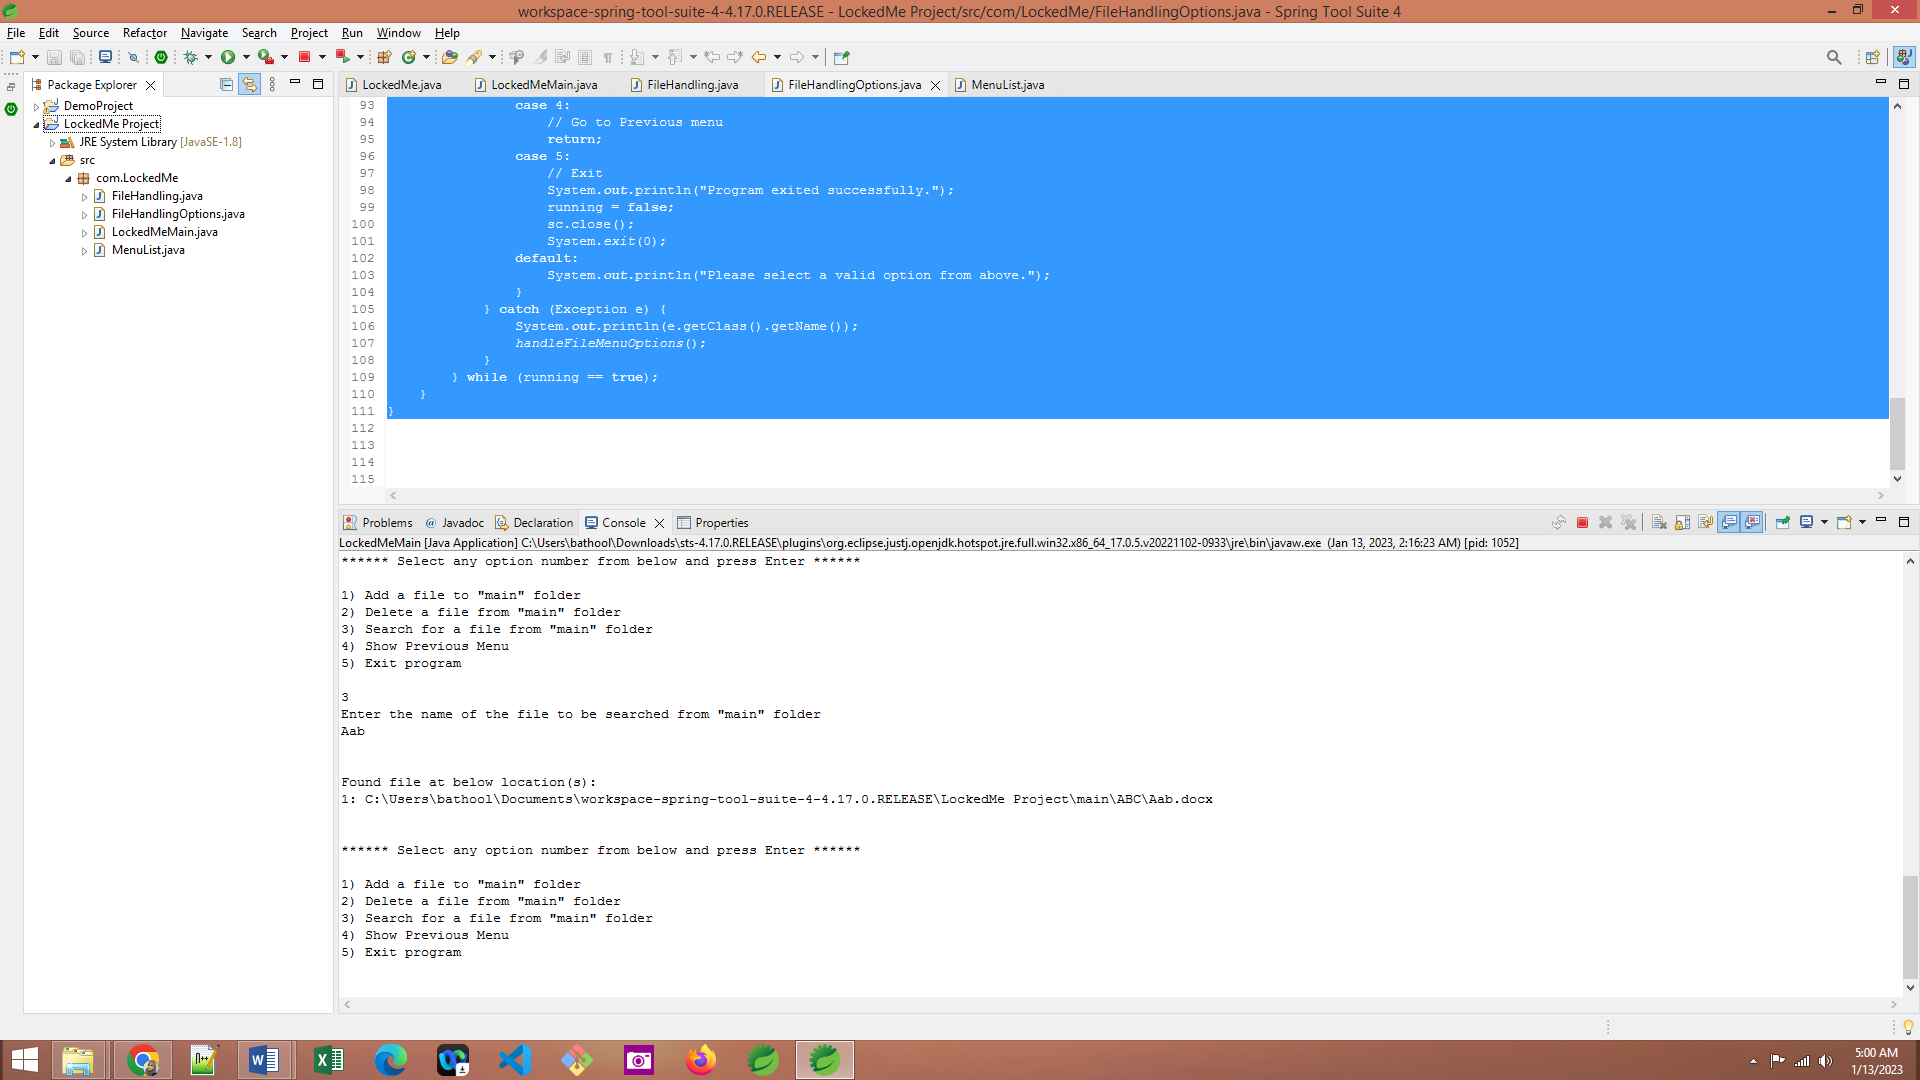 workspace-spring-tool-suite-4-4.17.0.RELEASE - LockedMe Project/src/com/LockedMe/FileHandlingOptions.java - Spring Tool Suite 4
File Edit Source Refactor Navigate Search Project Run Window Help
Package Explorer
DemoProject
LockedMe Project
JRE System Library [JavaSE-1.8]
src
com.LockedMe
FileHandling.java
FileHandlingOptions.java
LockedMeMain.java
MenuList.java
LockedMe.java LockedMeMain.java FileHandling.java FileHandlingOptions.java MenuList.java
93 case 4:
94 // Go to Previous menu
95 return;
96 case 5:
97 // Exit
98 System.out.println("Program exited successfully.");
99 running = false;
100 sc.close();
101 System.exit(0);
102 default:
103 System.out.println("Please select a valid option from above.");
104 }
105 } catch (Exception e) {
106 System.out.println(e.getClass().getName());
107 handleFileMenuOptions();
108 }
109 } while (running == true);
110 }
111 }
112
113
114
115
Problems Javadoc Declaration Console Properties
LockedMeMain [Java Application] C:\Users\bathool\Downloads\sts-4.17.0.RELEASE\plugins\org.eclipse.justj.openjdk.hotspot.jre.full.win32.x86_64_17.0.5.v20221102-0933\jre\bin\javaw.exe (Jan 13, 2023, 2:16:23 AM) [pid: 1052]
****** Select any option number from below and press Enter ******
1) Add a file to "main" folder
2) Delete a file from "main" folder
3) Search for a file from "main" folder
4) Show Previous Menu
5) Exit program
3
Enter the name of the file to be searched from "main" folder
Aab
Found file at below location(s):
1: C:\Users\bathool\Documents\workspace-spring-tool-suite-4-4.17.0.RELEASE\LockedMe Project\main\ABC\Aab.docx
****** Select any option number from below and press Enter ******
1) Add a file to "main" folder
2) Delete a file from "main" folder
3) Search for a file from "main" folder
4) Show Previous Menu
5) Exit program
5:00 AM
1/13/2023